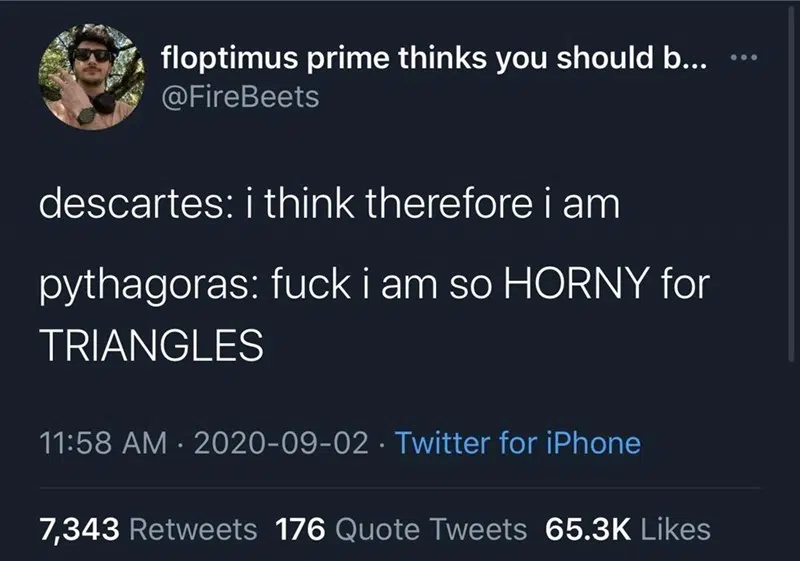 floptimus prime thinks you should b...
@FireBeets
descartes: i think therefore i am
pythagoras: fuck i am so HORNY for
TRIANGLES
11:58 AM · 2020-09-02 · Twitter for iPhone
7,343 Retweets 176 Quote Tweets 65.3K Likes